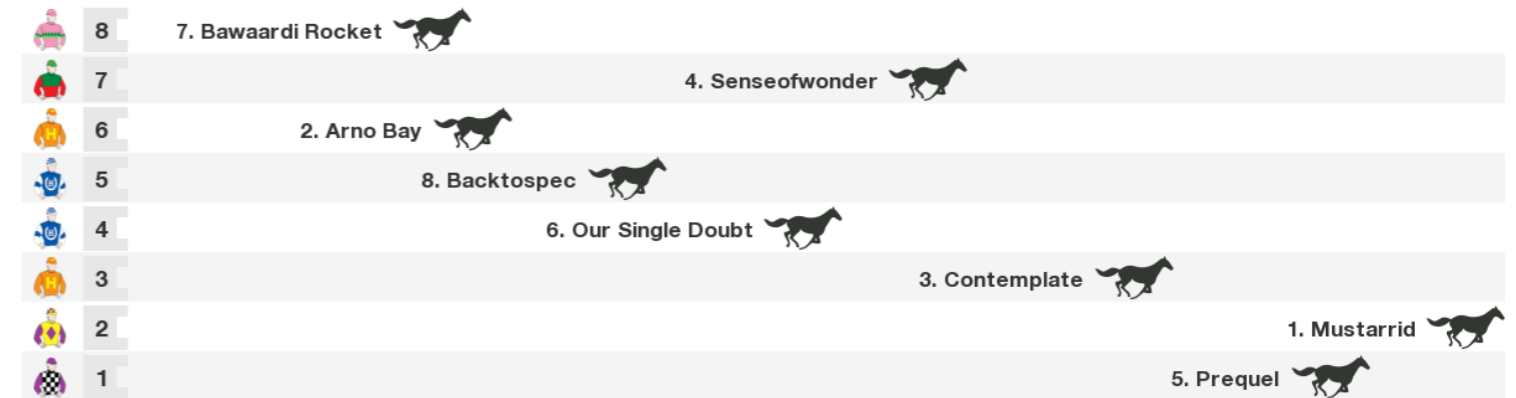 8 7. Bawaardi Rocket
7 4. Senseofwonder
6 2. Arno Bay
5 8. Backtospec
4 6. Our Single Doubt
3 3. Contemplate
2 1. Mustarrid
1 5. Prequel